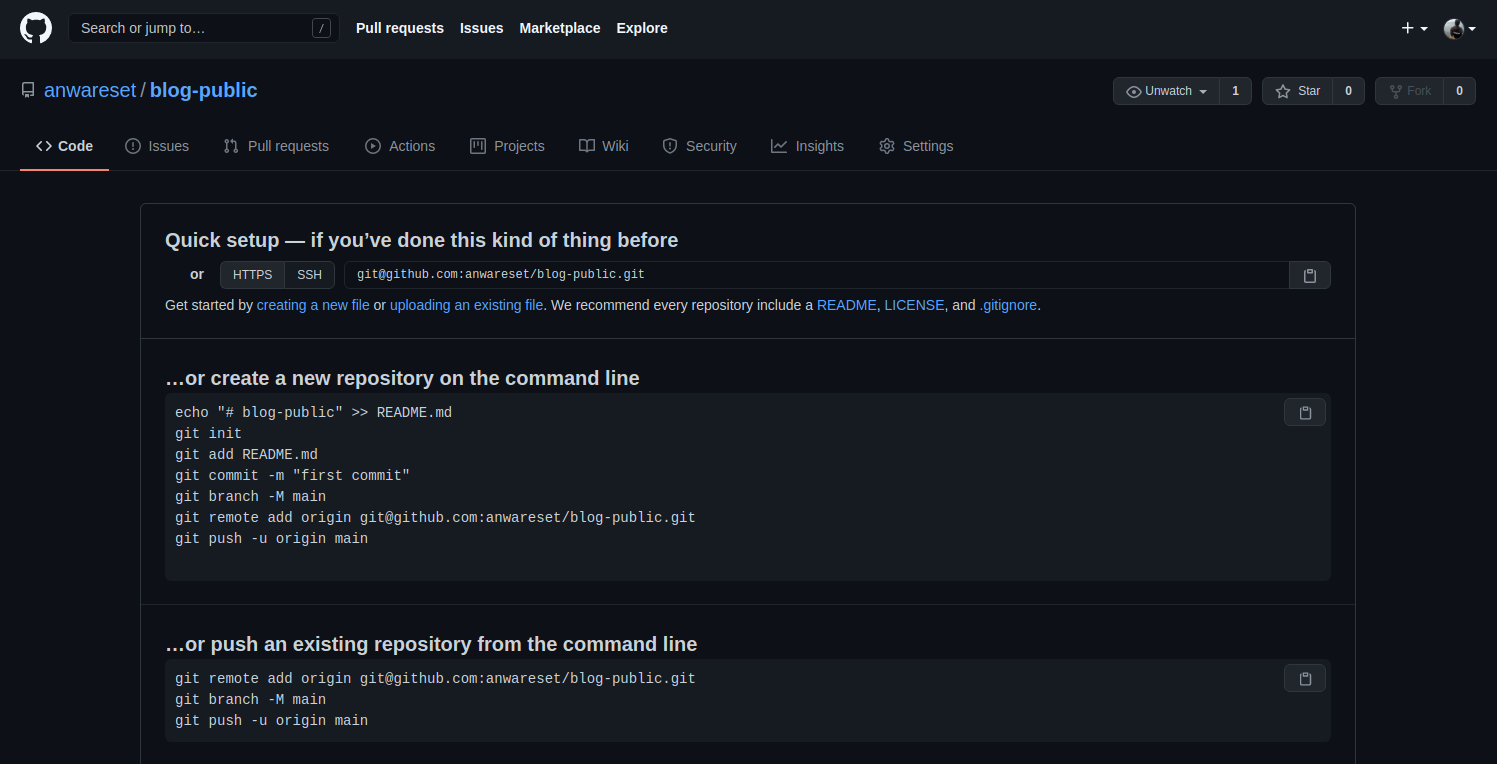 Search or jump to… / Pull requests Issues Marketplace Explore
anwareset / blog-public Unwatch 1 Star 0 Fork 0
Code Issues Pull requests Actions Projects Wiki Security Insights Settings
Quick setup — if you’ve done this kind of thing before
or HTTPS SSH git@github.com:anwareset/blog-public.git
Get started by creating a new file or uploading an existing file. We recommend every repository include a README, LICENSE, and .gitignore.
…or create a new repository on the command line
echo "# blog-public" >> README.md
git init
git add README.md
git commit -m "first commit"
git branch -M main
git remote add origin git@github.com:anwareset/blog-public.git
git push -u origin main
…or push an existing repository from the command line
git remote add origin git@github.com:anwareset/blog-public.git
git branch -M main
git push -u origin main